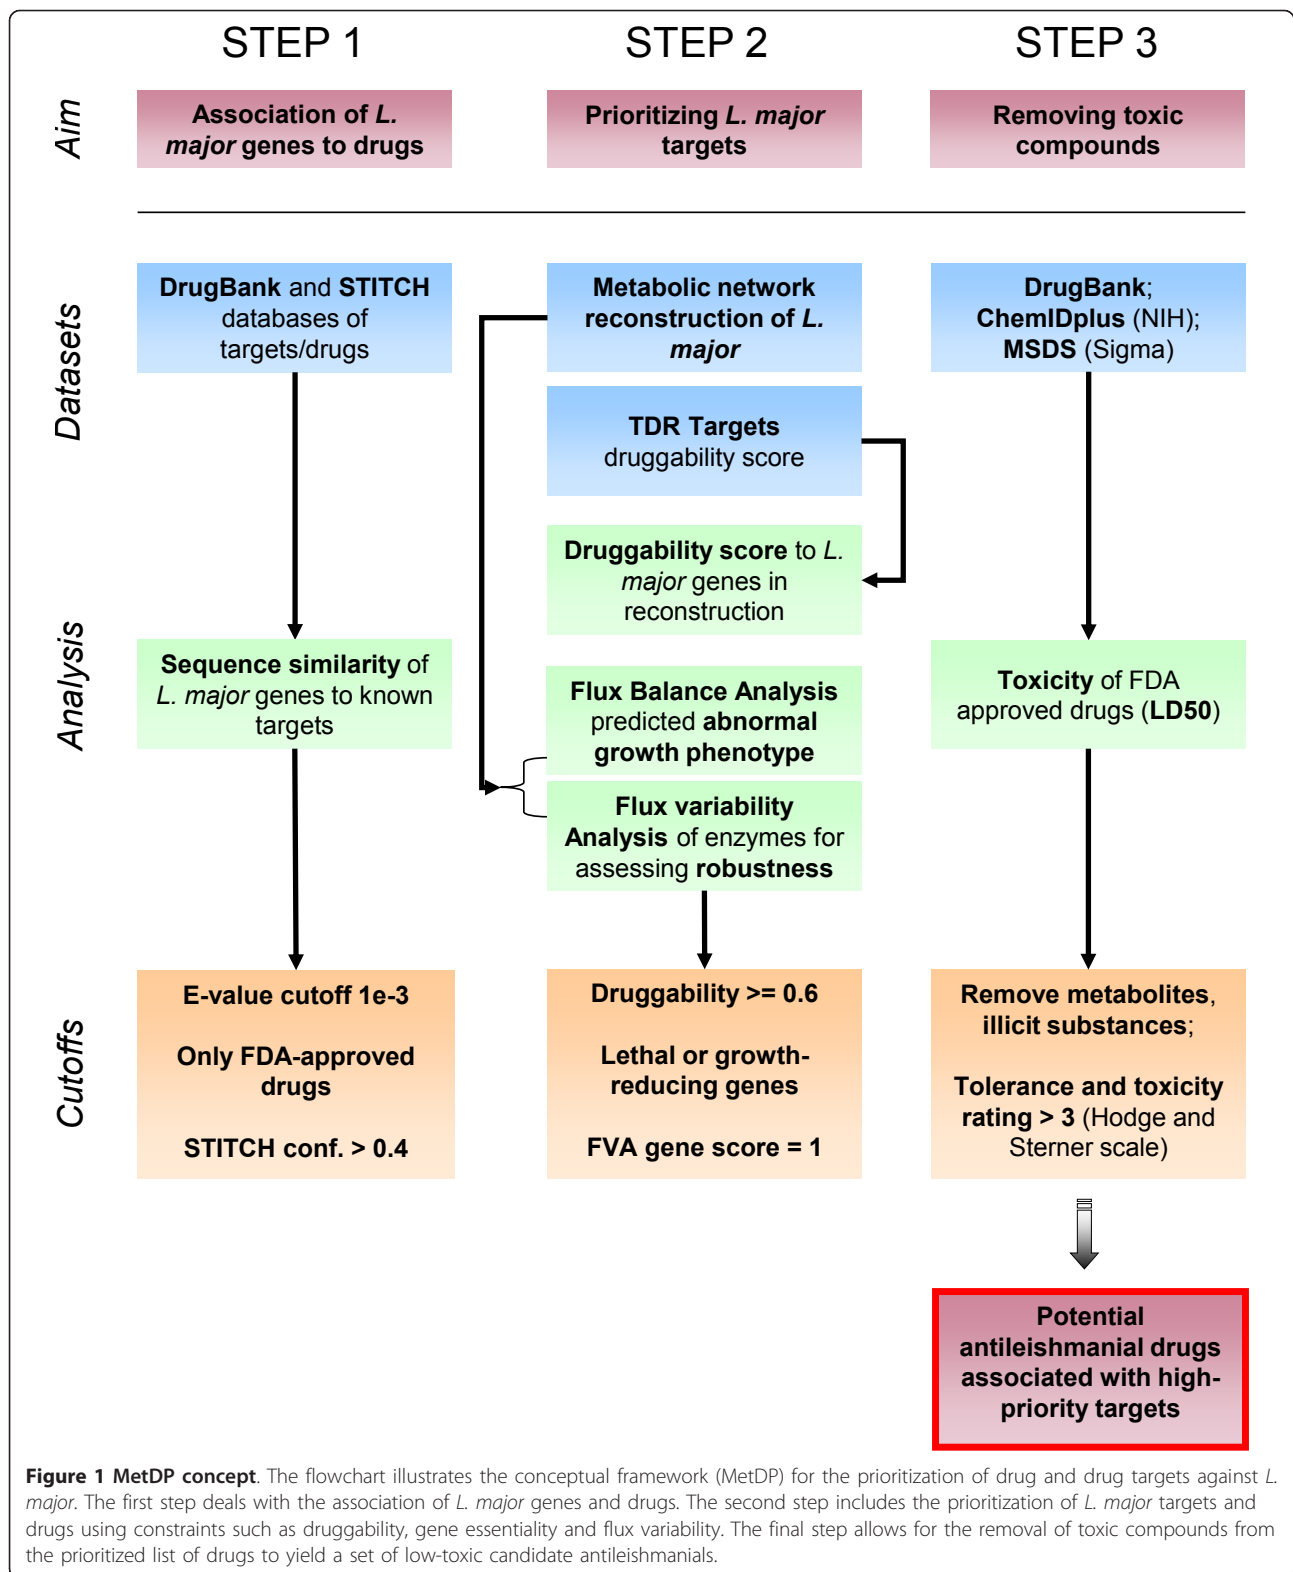 STEP 1
STEP 2
STEP 3
Aim
Association of L.
major genes to drugs
Prioritizing L. major
targets
Removing toxic
compounds
Datasets
DrugBank and STITCH
databases of
targets/drugs
Metabolic network
reconstruction of L.
major
DrugBank;
ChemIDplus (NIH);
MSDS (Sigma)
TDR Targets
druggability score
Analysis
Druggability score to L.
major genes in
reconstruction
Sequence similarity of
L. major genes to known
targets
Flux Balance Analysis
predicted abnormal
growth phenotype
Toxicity of FDA
approved drugs (LD50)
Flux variability
Analysis of enzymes for
assessing robustness
Cutoffs
E-value cutoff 1e-3
Only FDA-approved
drugs
STITCH conf. > 0.4
Druggability >= 0.6
Lethal or growth-
reducing genes
FVA gene score = 1
Remove metabolites,
illicit substances;
Tolerance and toxicity
rating > 3 (Hodge and
Sterner scale)
Potential
antileishmanial drugs
associated with high-
priority targets
Figure 1 MetDP concept. The flowchart illustrates the conceptual framework (MetDP) for the prioritization of drug and drug targets against L.
major. The first step deals with the association of L. major genes and drugs. The second step includes the prioritization of L. major targets and
drugs using constraints such as druggability, gene essentiality and flux variability. The final step allows for the removal of toxic compounds from
the prioritized list of drugs to yield a set of low-toxic candidate antileishmanials.